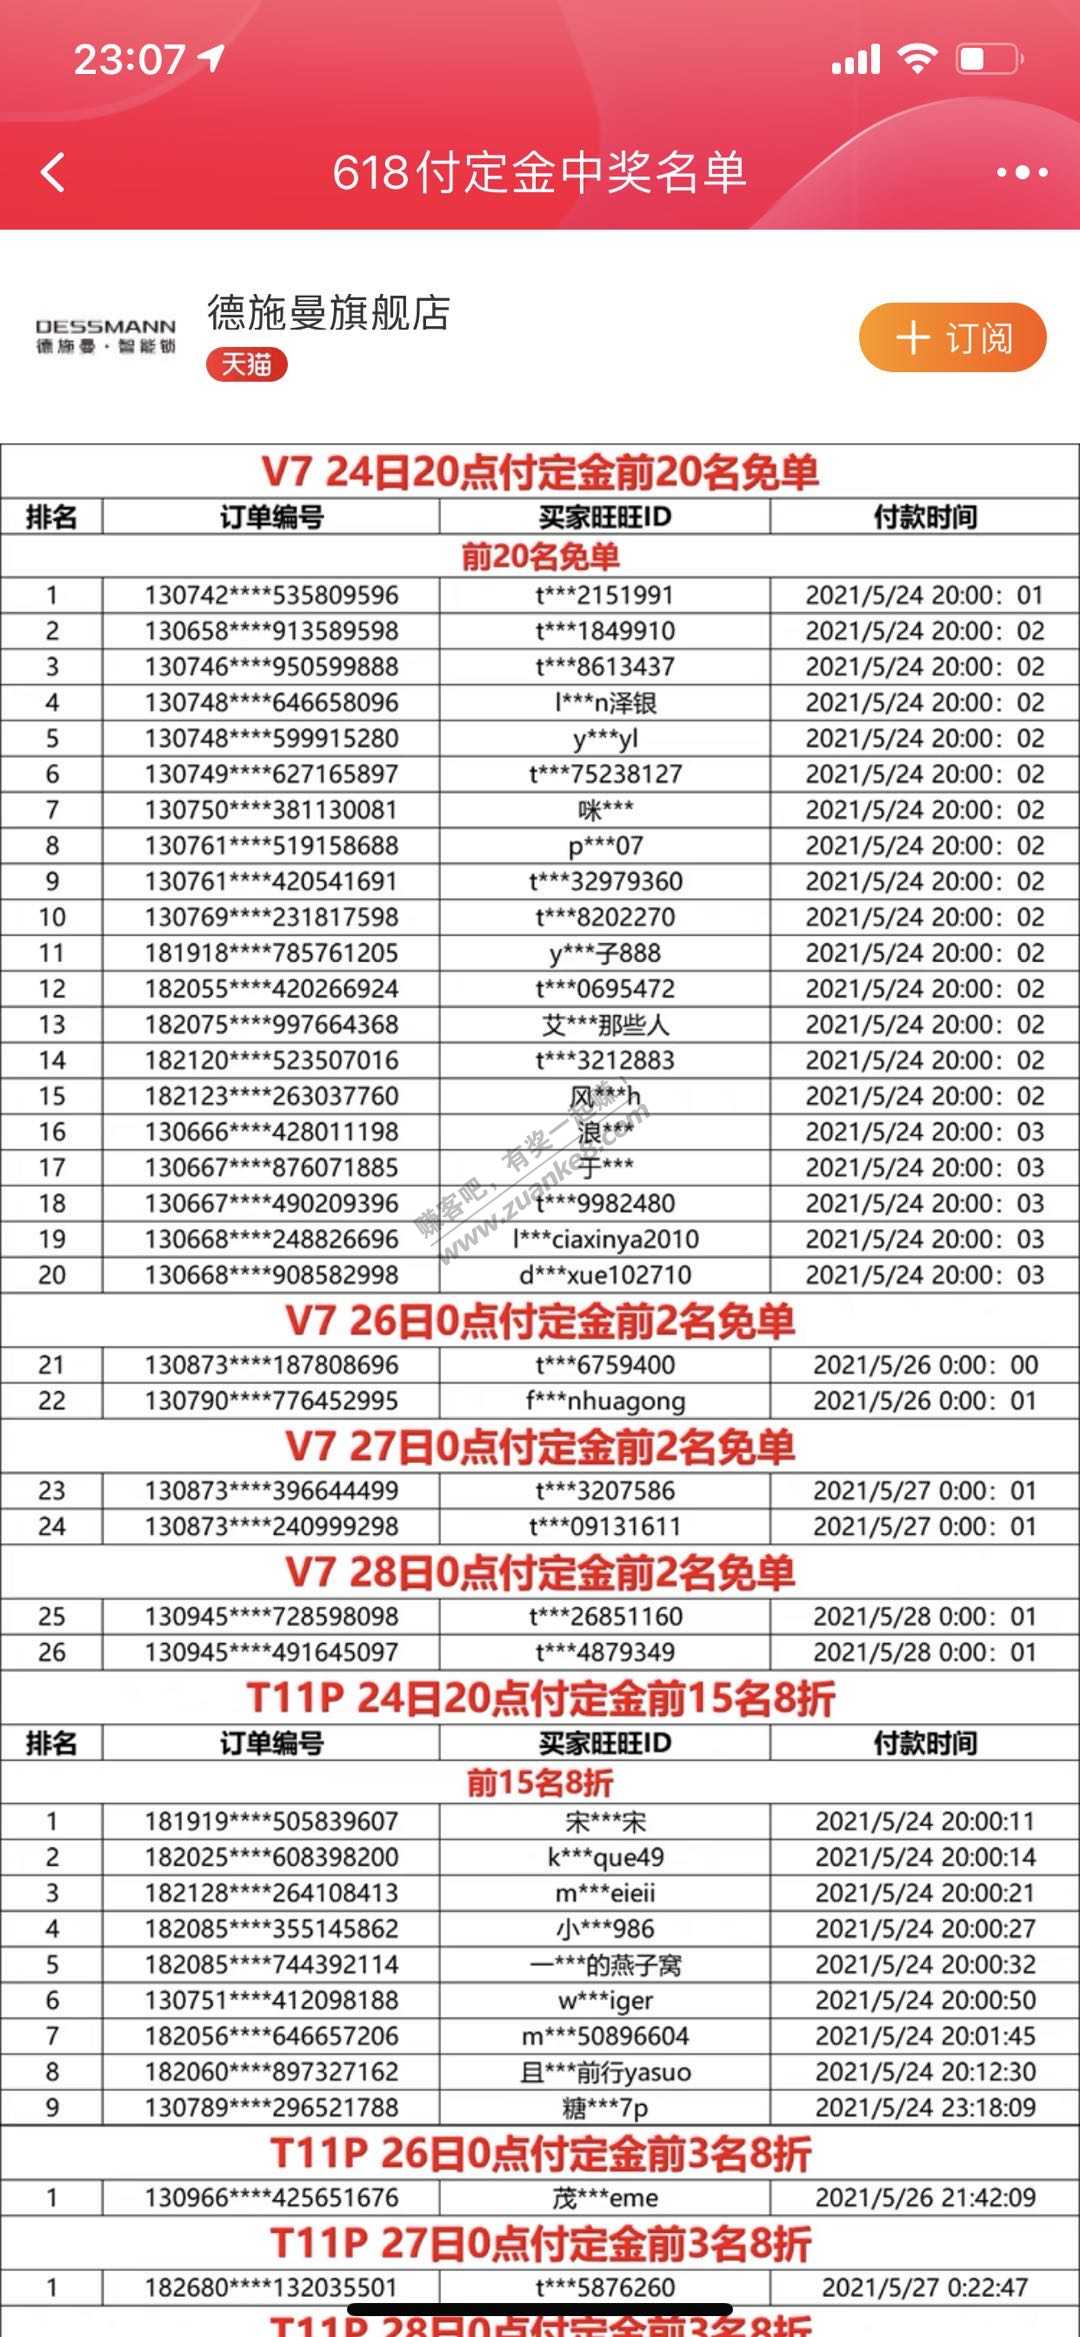 23:07
618付定金中奖名单
DESSMANN
德施曼·智能锁
德施曼旗舰店
天猫
＋ 订阅
V7 24日20点付定金前20名免单
排名 订单编号 买家旺旺ID 付款时间
前20名免单
1 130742****535809596 t***2151991 2021/5/24 20:00：01
2 130658****913589598 t***1849910 2021/5/24 20:00：02
3 130746****950599888 t***8613437 2021/5/24 20:00：02
4 130748****646658096 l***n泽银 2021/5/24 20:00：02
5 130748****599915280 y***yl 2021/5/24 20:00：02
6 130749****627165897 t***75238127 2021/5/24 20:00：02
7 130750****381130081 咪*** 2021/5/24 20:00：02
8 130761****519158688 p***07 2021/5/24 20:00：02
9 130761****420541691 t***32979360 2021/5/24 20:00：02
10 130769****231817598 t***8202270 2021/5/24 20:00：02
11 181918****785761205 y***子888 2021/5/24 20:00：02
12 182055****420266924 t***0695472 2021/5/24 20:00：02
13 182075****997664368 艾***那些人 2021/5/24 20:00：02
14 182120****523507016 t***3212883 2021/5/24 20:00：02
15 182123****263037760 风***h 2021/5/24 20:00：02
16 130666****428011198 浪*** 2021/5/24 20:00：03
17 130667****876071885 于*** 2021/5/24 20:00：03
18 130667****490209396 t***9982480 2021/5/24 20:00：03
19 130668****248826696 l***ciaxinya2010 2021/5/24 20:00：03
20 130668****908582998 d***xue102710 2021/5/24 20:00：03
赚客吧，有奖一起赚！
www.zuanke8.com
V7 26日0点付定金前2名免单
21 130873****187808696 t***6759400 2021/5/26 0:00：00
22 130790****776452995 f***nhuagong 2021/5/26 0:00：01
V7 27日0点付定金前2名免单
23 130873****396644499 t***3207586 2021/5/27 0:00：01
24 130873****240999298 t***09131611 2021/5/27 0:00：01
V7 28日0点付定金前2名免单
25 130945****728598098 t***26851160 2021/5/28 0:00：01
26 130945****491645097 t***4879349 2021/5/28 0:00：01
T11P 24日20点付定金前15名8折
排名 订单编号 买家旺旺ID 付款时间
前15名8折
1 181919****505839607 宋***宋 2021/5/24 20:00:11
2 182025****608398200 k***que49 2021/5/24 20:00:14
3 182128****264108413 m***eieii 2021/5/24 20:00:21
4 182085****355145862 小***986 2021/5/24 20:00:27
5 182085****744392114 一***的燕子窝 2021/5/24 20:00:32
6 130751****412098188 w***iger 2021/5/24 20:00:50
7 182056****646657206 m***50896604 2021/5/24 20:01:45
8 182060****897327162 且***前行yasuo 2021/5/24 20:12:30
9 130789****296521788 糖***7p 2021/5/24 23:18:09
T11P 26日0点付定金前3名8折
1 130966****425651676 茂***eme 2021/5/26 21:42:09
T11P 27日0点付定金前3名8折
1 182680****132035501 t***5876260 2021/5/27 0:22:47
T11P 28日0点付定金前3名8折